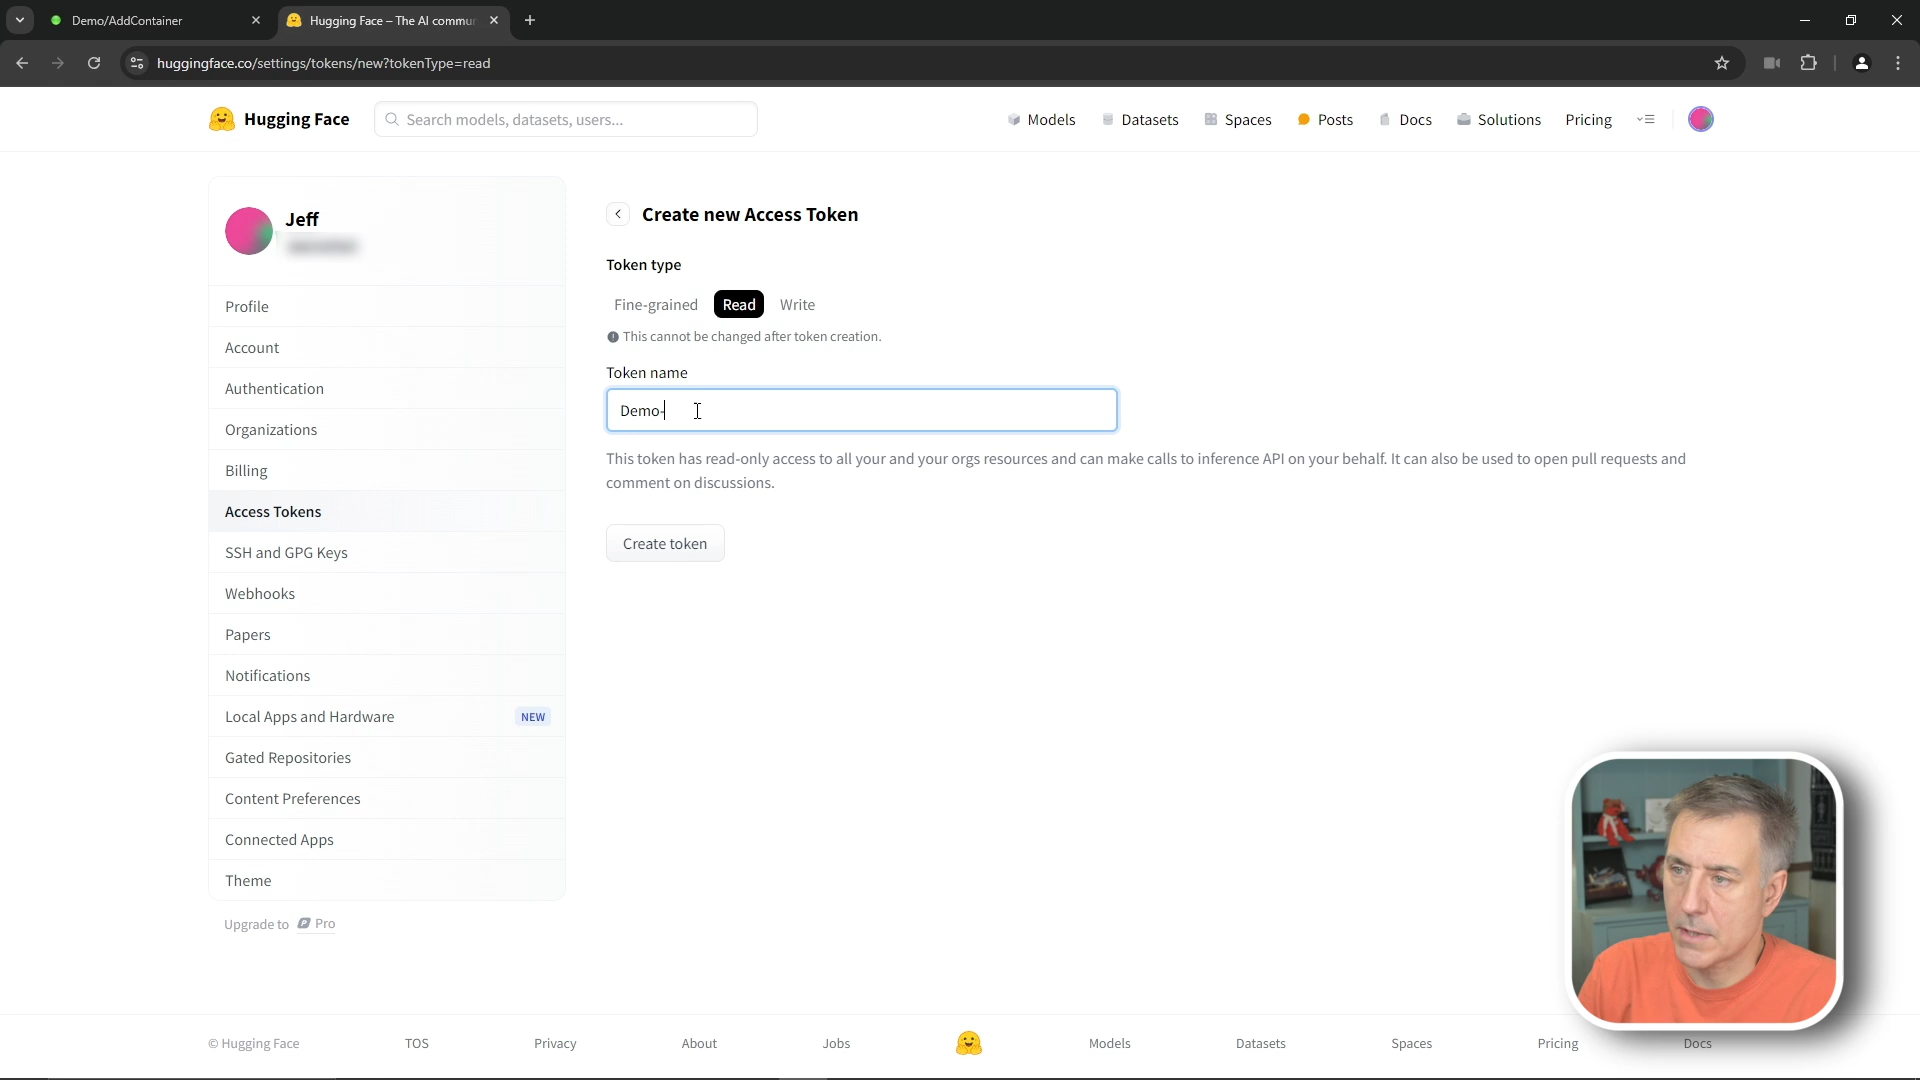 Demo/AddContainer
Hugging Face – The AI commu
huggingface.co/settings/tokens/new?tokenType=read
Hugging Face
Search models, datasets, users...
Models
Datasets
Spaces
Posts
Docs
Solutions
Pricing
Jeff
Profile
Account
Authentication
Organizations
Billing
Access Tokens
SSH and GPG Keys
Webhooks
Papers
Notifications
Local Apps and Hardware NEW
Gated Repositories
Content Preferences
Connected Apps
Theme
Upgrade to Pro
Create new Access Token
Token type
Fine-grained Read Write
This cannot be changed after token creation.
Token name
Demo-
This token has read-only access to all your and your orgs resources and can make calls to inference API on your behalf. It can also be used to open pull requests and
comment on discussions.
Create token
© Hugging Face
TOS
Privacy
About
Jobs
Models
Datasets
Spaces
Pricing
Docs